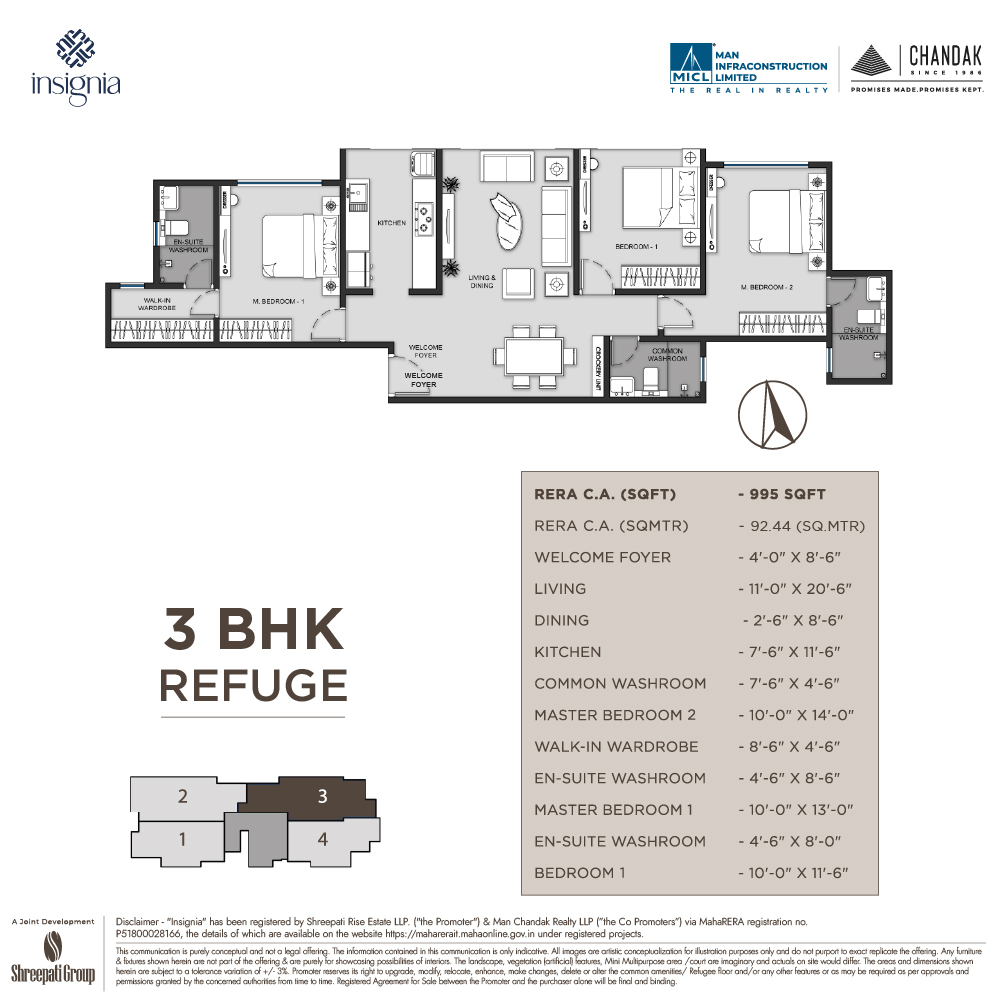 insignia
MICL
MAN
INFRACONSTRUCTION
LIMITED
THE REAL IN REALTY
CHANDAK
SINCE 1986
PROMISES MADE.PROMISES KEPT.
EN-SUITE
WASHROOM
WALK-IN
WARDROBE
M. BEDROOM - 1
KITCHEN
LIVING &
DINING
BEDROOM - 1
M. BEDROOM - 2
EN-SUITE
WASHROOM
WELCOME
FOYER
WELCOME
FOYER
CROCKERY UNIT
COMMON
WASHROOM
RERA C.A. (SQFT) - 995 SQFT
RERA C.A. (SQMTR) - 92.44 (SQ.MTR)
WELCOME FOYER - 4'-0" X 8'-6"
LIVING - 11'-0" X 20'-6"
DINING - 2'-6" X 8'-6"
KITCHEN - 7'-6" X 11'-6"
COMMON WASHROOM - 7'-6" X 4'-6"
MASTER BEDROOM 2 - 10'-0" X 14'-0"
WALK-IN WARDROBE - 8'-6" X 4'-6"
EN-SUITE WASHROOM - 4'-6" X 8'-6"
MASTER BEDROOM 1 - 10'-0" X 13'-0"
EN-SUITE WASHROOM - 4'-6" X 8'-0"
BEDROOM 1 - 10'-0" X 11'-6"
3 BHK
REFUGE
2 3
1 4
A Joint Development
Shreepati Group
Disclaimer - "Insignia" has been registered by Shreepati Rise Estate LLP. ("the Promoter") & Man Chandak Realty LLP ("the Co Promoters") via MahaRERA registration no.
P51800028166, the details of which are available on the website https://maharerait.mahaonline.gov.in under registered projects.
This communication is purely conceptual and not a legal offering. The information contained in this communication is only indicative. All images are artistic conceptualization for illustration purposes only and do not purport to exact replicate the offering. Any furniture
& fixtures shown herein are not part of the offering & are purely for showcasing possibilities of interiors. The landscape, vegetation (artificial) features, Mini Multipurpose area /court are imaginary and actuals on site would differ. The areas and dimensions shown
herein are subject to a tolerance variation of +/- 3%. Promoter reserves its right to upgrade, modify, relocate, enhance, make changes, delete or alter the common amenities/ Refugee floor and/or any other features or as may be required as per approvals and
permissions granted by the concerned authorities from time to time. Registered Agreement for Sale between the Promoter and the purchaser alone will be final and binding.